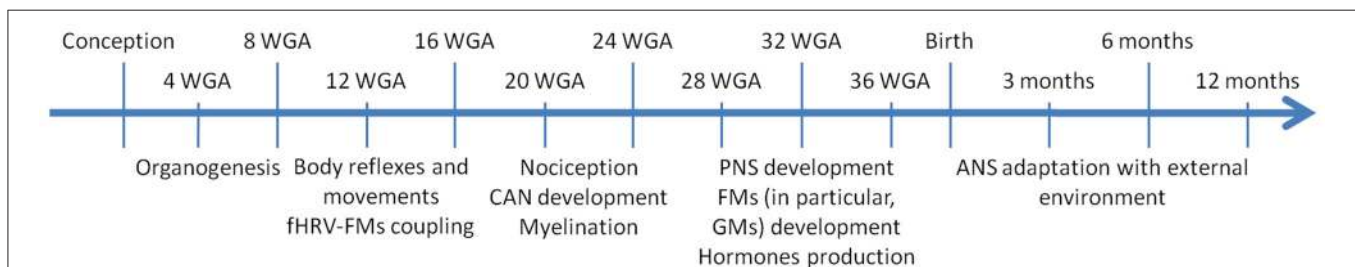 Conception 8 WGA 16 WGA 24 WGA 32 WGA Birth 6 months
4 WGA 12 WGA 20 WGA 28 WGA 36 WGA 3 months 12 months
Organogenesis Body reflexes and Nociception PNS development ANS adaptation with external
movements CAN development FMs (in particular, environment
fHRV-FMs coupling Myelination GMs) development
Hormones production